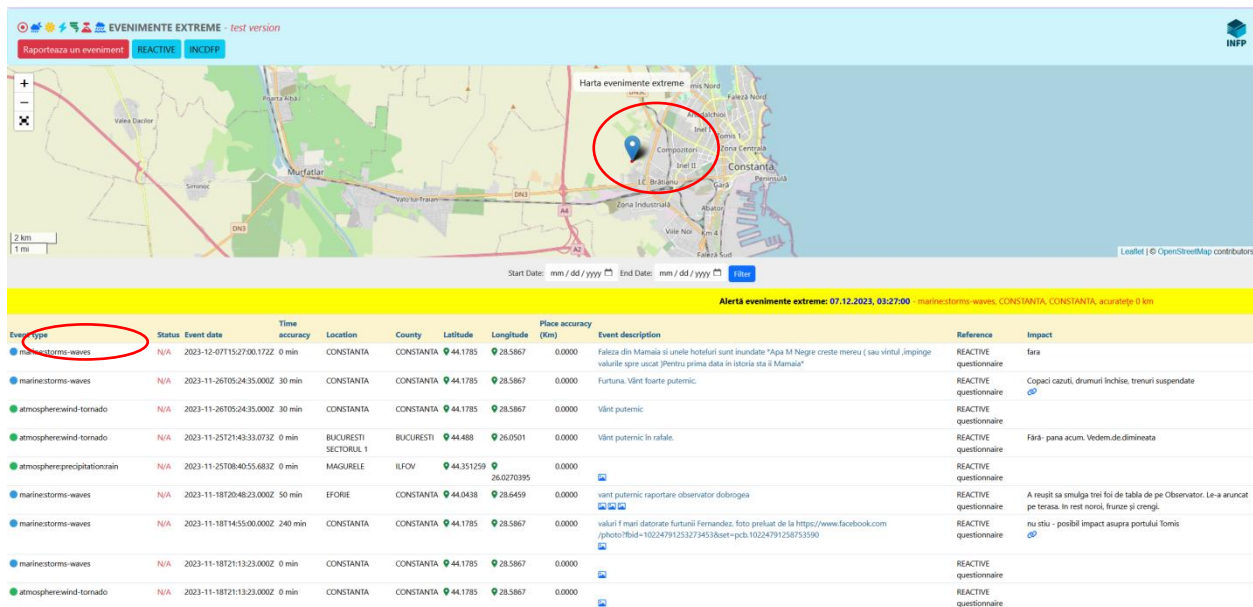 EVENIMENTE EXTREME - test version
INFP
Raporteaza un eveniment REACTIVE INCDFP
+
−
Harta evenimente extreme
Poarta Albă
Valea Dacilor
Siminoc
Murfatlar
Valu lui Traian
DN3
DN3
A4
A2
Faleză Nord
Tomis 1
Zona Centrală
Compozitori
Inel II
Constanța
Peninsulă
I.C. Brătianu
Gară
Zona Industrială
Abator
Viile Noi
Km 4
Faleză Sud
2 km
1 mi
Leaflet | © OpenStreetMap contributors
Start Date: mm / dd / yyyy End Date: mm / dd / yyyy Filter
Alertă evenimente extreme: 07.12.2023, 03:27:00 - marine:storms-waves, CONSTANTA, CONSTANTA, acuratețe 0 km
Event type Status Event date Time accuracy Location County Latitude Longitude Place accuracy (Km) Event description Reference Impact
marine:storms-waves N/A 2023-12-07T15:27:00.172Z 0 min CONSTANTA CONSTANTA 44.1785 28.5867 0.0000 Faleza din Mamaia si unele hoteluri sunt inundate "Apa M Negre creste mereu ( sau vintul ,impinge REACTIVE fara
valurile spre uscat )Pentru prima data in istoria sta ii Mamaia" questionnaire
marine:storms-waves N/A 2023-11-26T05:24:35.000Z 30 min CONSTANTA CONSTANTA 44.1785 28.5867 0.0000 Furtuna. Vânt foarte puternic. REACTIVE Copaci cazuti, drumuri închise, trenuri suspendate
questionnaire
atmosphere:wind-tornado N/A 2023-11-26T05:24:35.000Z 30 min CONSTANTA CONSTANTA 44.1785 28.5867 0.0000 Vânt puternic REACTIVE
questionnaire
atmosphere:wind-tornado N/A 2023-11-25T21:43:33.073Z 0 min BUCURESTI BUCURESTI 44.488 26.0501 0.0000 Vânt puternic în rafale. REACTIVE Fără- pana acum. Vedem.de.dimineata
SECTORUL 1 questionnaire
atmosphere:precipitation:rain N/A 2023-11-25T08:40:55.683Z 0 min MAGURELE ILFOV 44.351259 0.0000 REACTIVE
26.0270395 questionnaire
marine:storms-waves N/A 2023-11-18T20:48:23.000Z 50 min EFORIE CONSTANTA 44.0438 28.6459 0.0000 vant puternic raportare observator dobrogea REACTIVE A reușit sa smulga trei foi de tabla de pe Observator. Le-a aruncat
questionnaire pe terasa. In rest noroi, frunze și crengi.
marine:storms-waves N/A 2023-11-18T14:55:00.000Z 240 min CONSTANTA CONSTANTA 44.1785 28.5867 0.0000 valuri f mari datorate furtunii Fernandez. foto preluat de la https://www.facebook.com REACTIVE nu stiu - posibil impact asupra portului Tomis
/photo?fbid=10224791253273453&set=pcb.10224791258753590 questionnaire
marine:storms-waves N/A 2023-11-18T21:13:23.000Z 0 min CONSTANTA CONSTANTA 44.1785 28.5867 0.0000 REACTIVE
questionnaire
atmosphere:wind-tornado N/A 2023-11-18T21:13:23.000Z 0 min CONSTANTA CONSTANTA 44.1785 28.5867 0.0000 REACTIVE
questionnaire